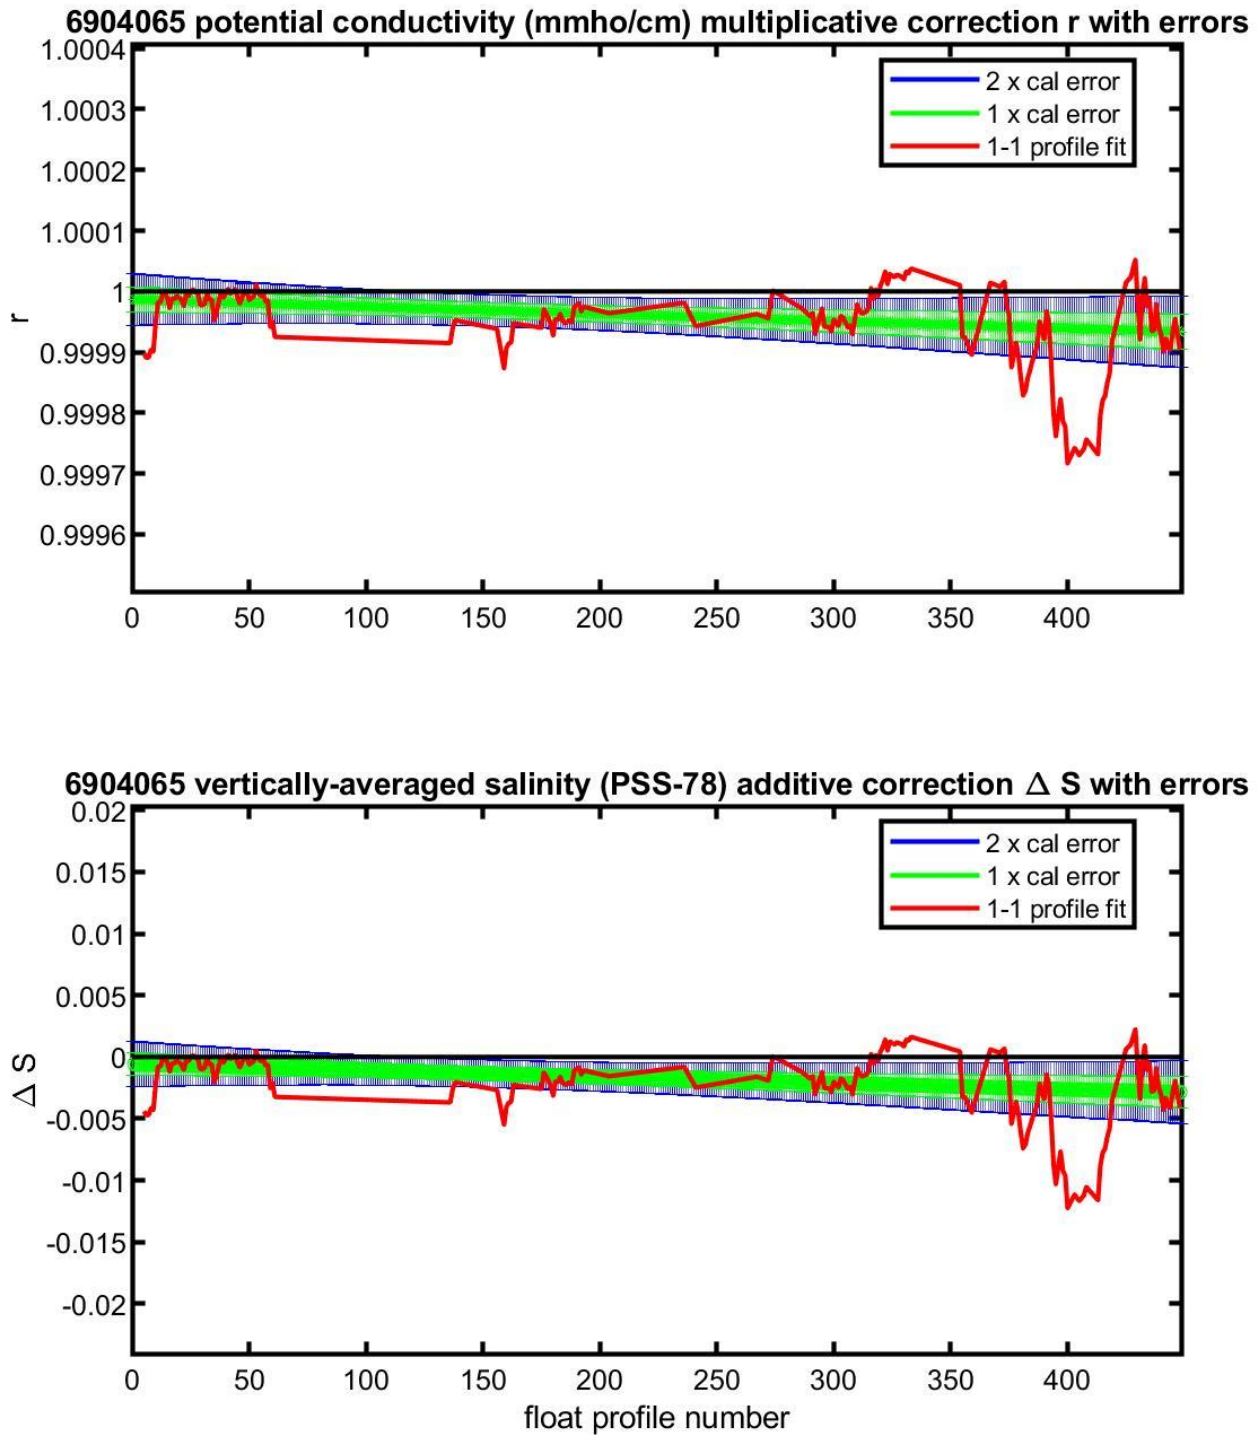 6904065 potential conductivity (mmho/cm) multiplicative correction r with errors
1.0004
1.0003
1.0002
1.0001
1
0.9999
0.9998
0.9997
0.9996
r
2 x cal error
1 x cal error
1-1 profile fit
0 50 100 150 200 250 300 350 400
6904065 vertically-averaged salinity (PSS-78) additive correction Δ S with errors
0.02
0.015
0.01
0.005
0
-0.005
-0.01
-0.015
-0.02
Δ S
2 x cal error
1 x cal error
1-1 profile fit
0 50 100 150 200 250 300 350 400
float profile number